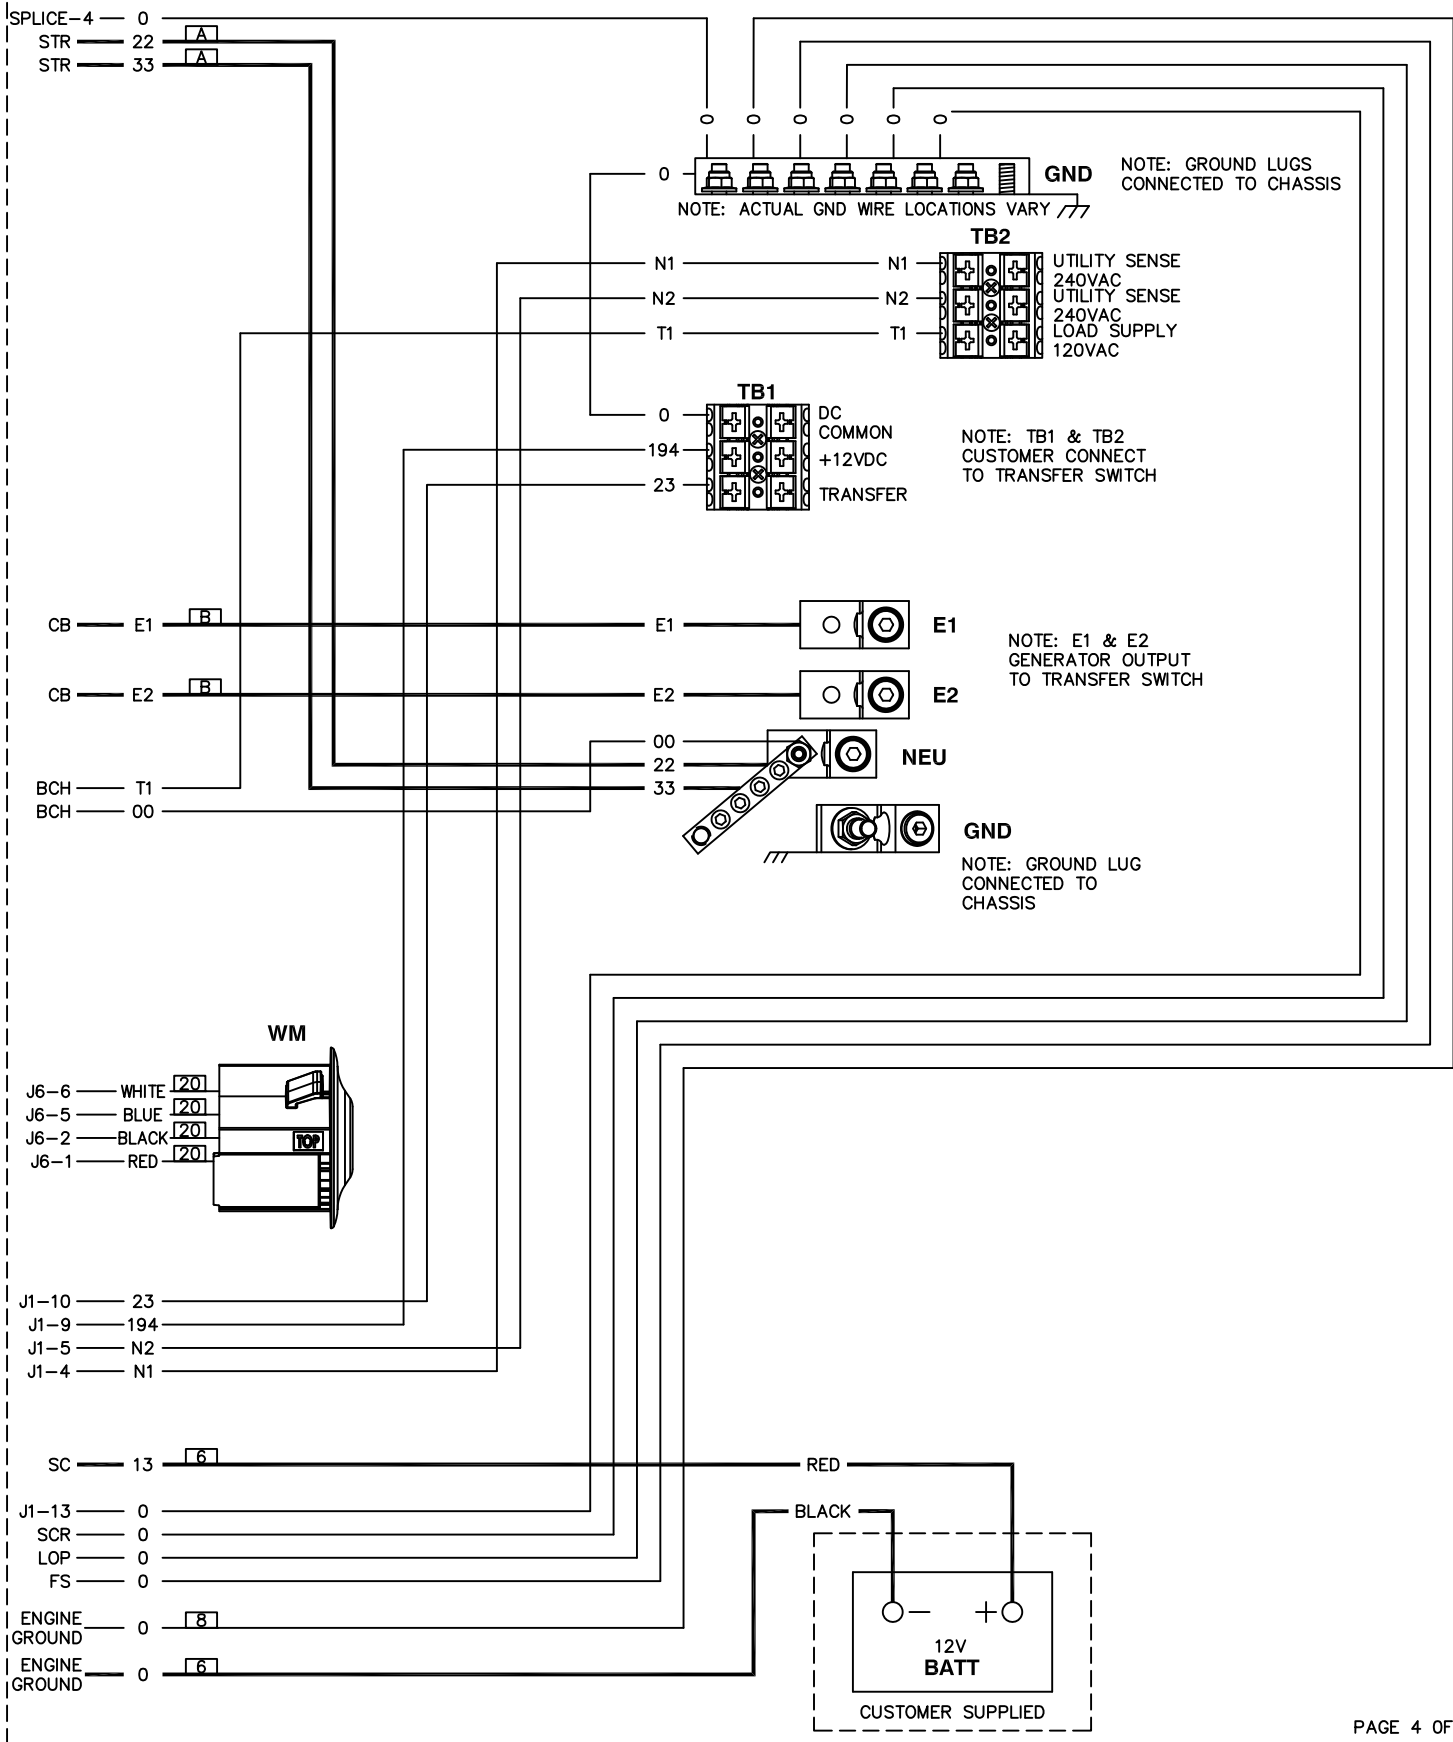 SPLICE-4 0
STR 22 A
STR 33 A
0 0 0 0 0 0
0
GND
NOTE: GROUND LUGS
CONNECTED TO CHASSIS
NOTE: ACTUAL GND WIRE LOCATIONS VARY
TB2
N1 N1 UTILITY SENSE
240VAC
N2 N2 UTILITY SENSE
240VAC
T1 T1 LOAD SUPPLY
120VAC
TB1
0 DC
COMMON
194 +12VDC
23 TRANSFER
NOTE: TB1 & TB2
CUSTOMER CONNECT
TO TRANSFER SWITCH
CB E1 B E1 E1
CB E2 B E2 E2
NOTE: E1 & E2
GENERATOR OUTPUT
TO TRANSFER SWITCH
00
22
33
NEU
BCH T1
BCH 00
GND
NOTE: GROUND LUG
CONNECTED TO
CHASSIS
WM
J6-6 WHITE 20
J6-5 BLUE 20
J6-2 BLACK 20
J6-1 RED 20
TOP
J1-10 23
J1-9 194
J1-5 N2
J1-4 N1
SC 13 6 RED
J1-13 0 BLACK
SCR 0
LOP 0
FS 0
ENGINE
GROUND 0 8
ENGINE
GROUND 0 6
- +
12V
BATT
CUSTOMER SUPPLIED
PAGE 4 OF